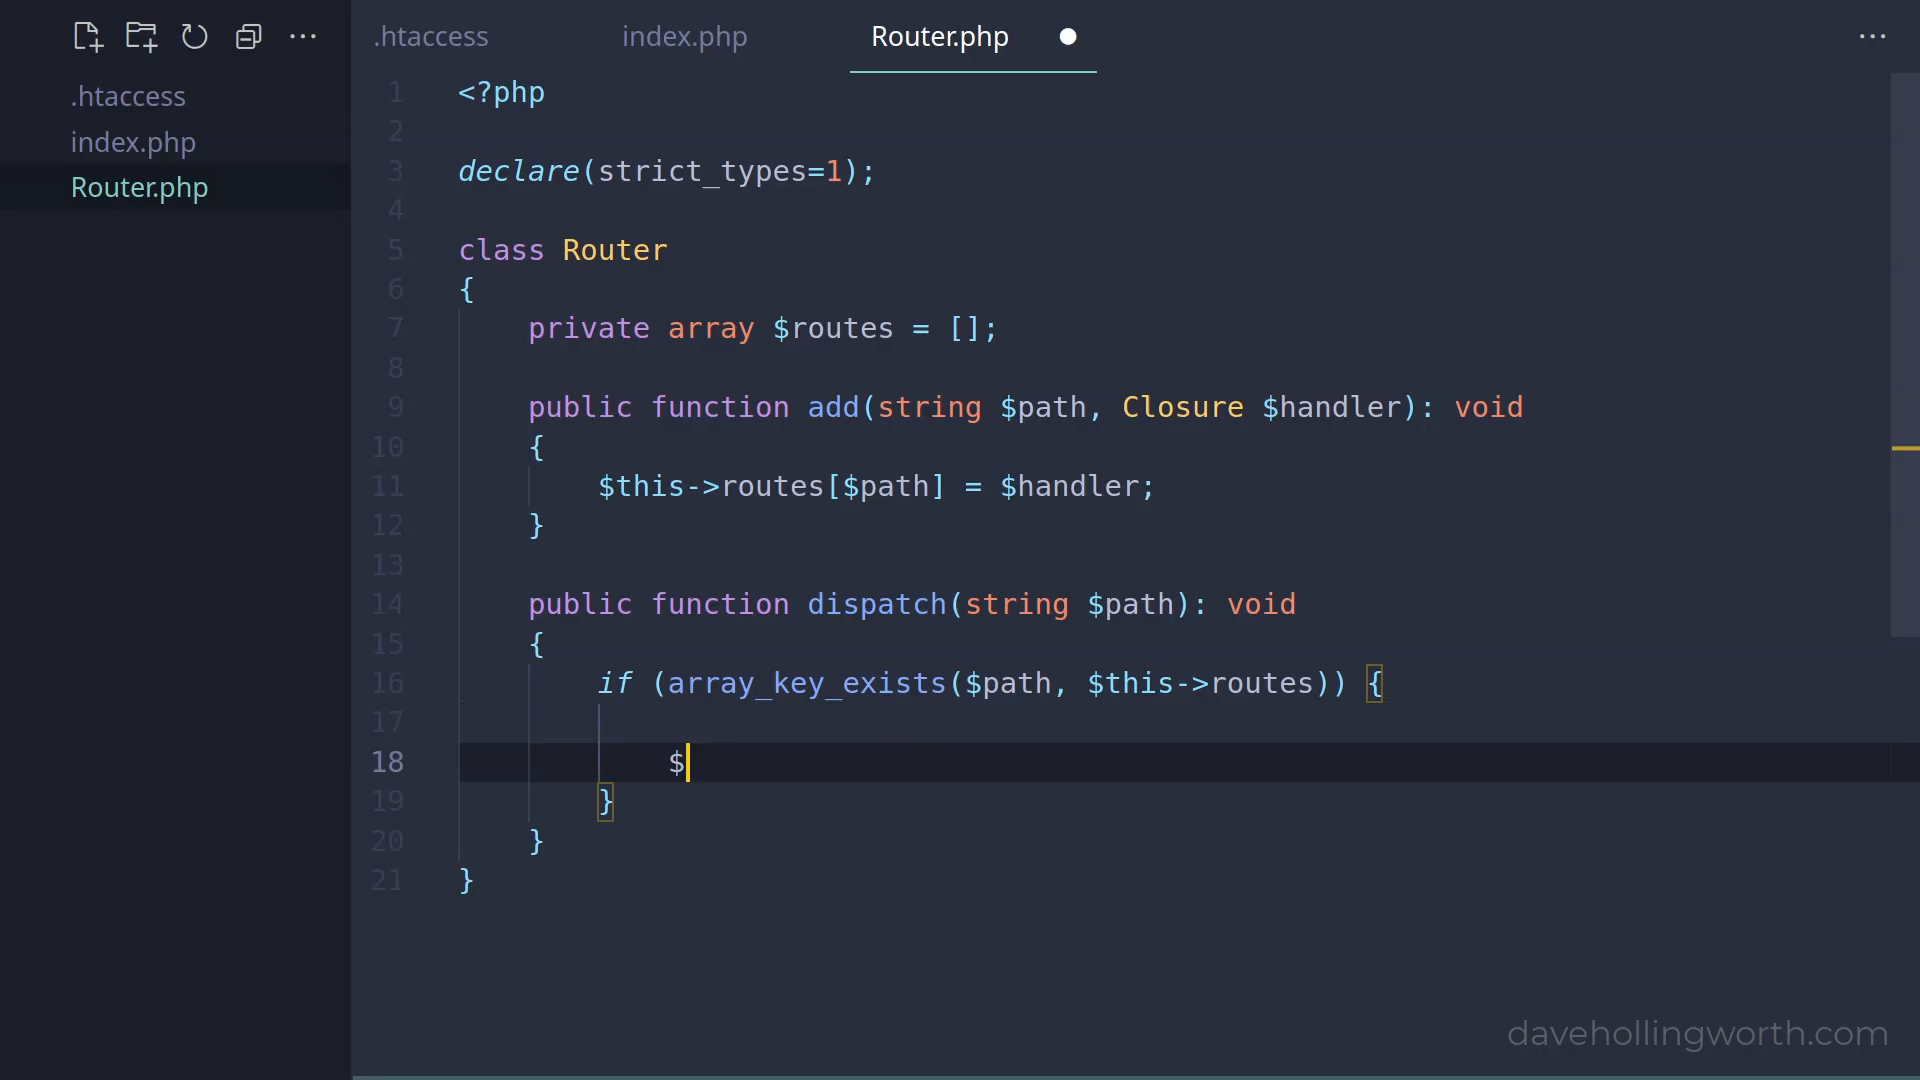 .htaccess index.php Router.php
.htaccess
index.php
Router.php
1 <?php
2
3 declare(strict_types=1);
4
5 class Router
6 {
7     private array $routes = [];
8
9     public function add(string $path, Closure $handler): void
10     {
11         $this->routes[$path] = $handler;
12     }
13
14     public function dispatch(string $path): void
15     {
16         if (array_key_exists($path, $this->routes)) {
17
18             $
19         }
20     }
21 }
davehollingworth.com